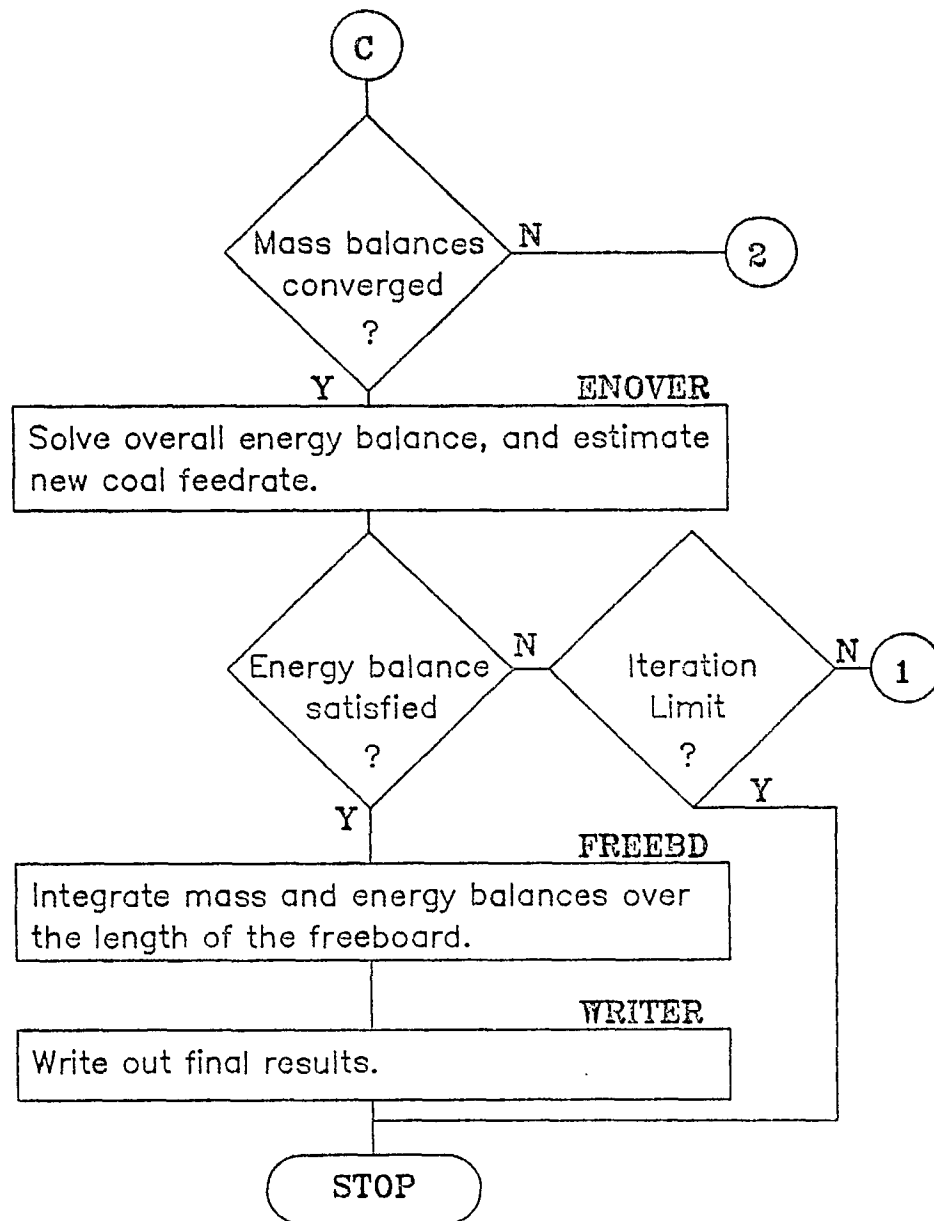 C
Mass balances
converged
?
N
2
Y
ENOVER
Solve overall energy balance, and estimate
new coal feedrate.
Energy balance
satisfied
?
N
Iteration
Limit
?
N
1
Y
Y
FREEBD
Integrate mass and energy balances over
the length of the freeboard.
WRITER
Write out final results.
STOP